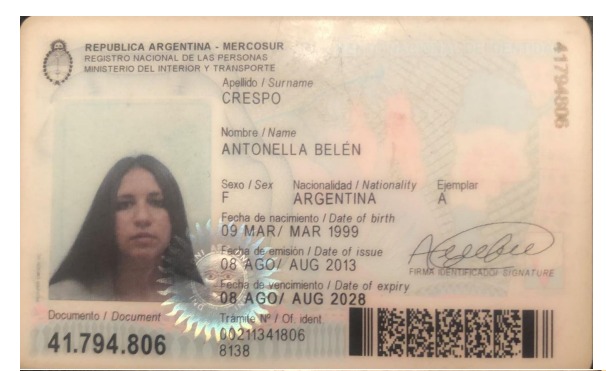 REPUBLICA ARGENTINA - MERCOSUR
REGISTRO NACIONAL DE LAS PERSONAS
MINISTERIO DEL INTERIOR Y TRANSPORTE
Apellido / Surname
CRESPO
Nombre / Name
ANTONELLA BELÉN
Sexo / Sex Nacionalidad / Nationality Ejemplar
F ARGENTINA A
Fecha de nacimiento / Date of birth
09 MAR/ MAR 1999
Fecha de emisión / Date of issue
08 AGO/ AUG 2013
FIRMA IDENTIFICADO/ SIGNATURE
Fecha de vencimiento / Date of expiry
08 AGO/ AUG 2028
Documento / Document
41.794.806
Trámite Nº / Of. ident.
00211341806
8138
41794806